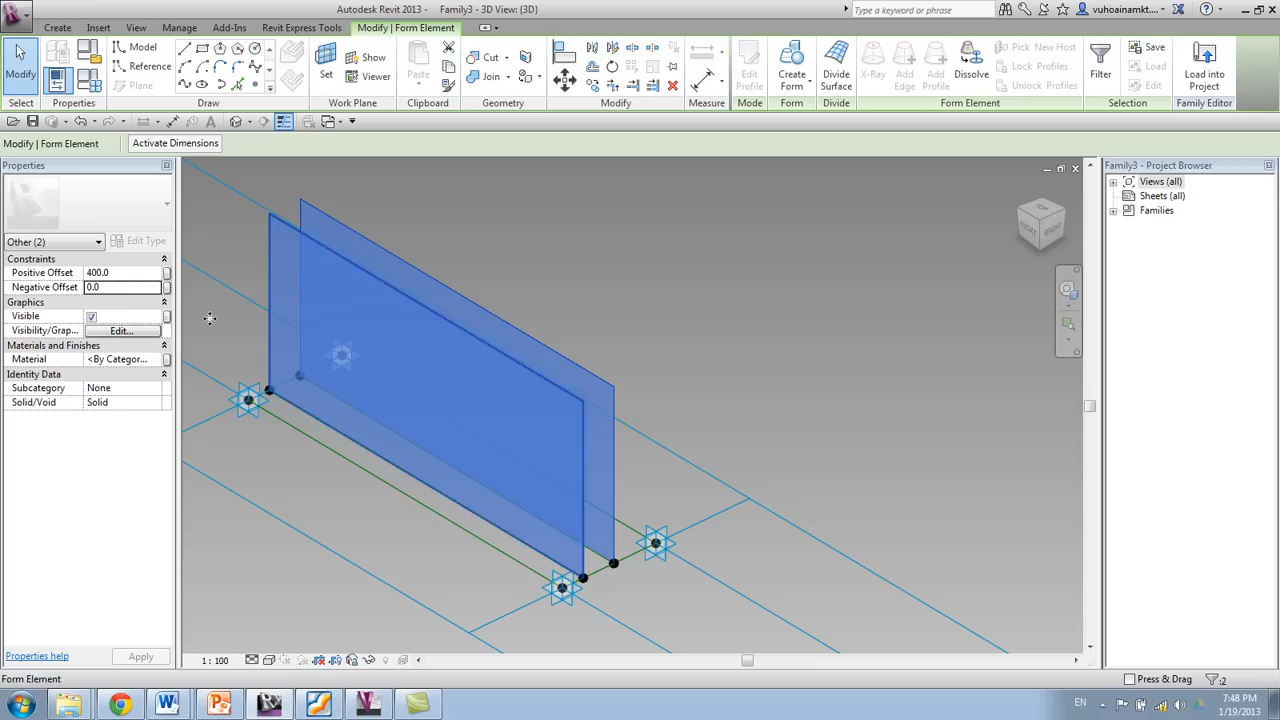 Autodesk Revit 2013 - Family3 - 3D View: {3D}
Type a keyword or phrase
vuhoainamkt....
Create Insert View Manage Add-Ins Revit Express Tools Modify | Form Element
Modify
Model
Reference
Plane
Set
Show
Viewer
Paste
Cut
Join
Edit Profile
Create Form
Divide Surface
X-Ray
Add Edge
Add Profile
Dissolve
Pick New Host
Lock Profiles
Unlock Profiles
Filter
Save
Load
Edit
Load into Project
Select Properties Draw Work Plane Clipboard Geometry Modify Measure Mode Form Divide Form Element Selection Family Editor
Modify | Form Element Activate Dimensions
Properties
Other (2) Edit Type
Constraints
Positive Offset 400.0
Negative Offset 0.0
Graphics
Visible
Visibility/Grap... Edit...
Materials and Finishes
Material <By Categor...
Identity Data
Subcategory None
Solid/Void Solid
Properties help Apply
FRONT RIGHT
Family3 - Project Browser
Views (all)
Sheets (all)
Families
1 : 100
Form Element
Press & Drag :2
EN 7:48 PM
1/19/2013